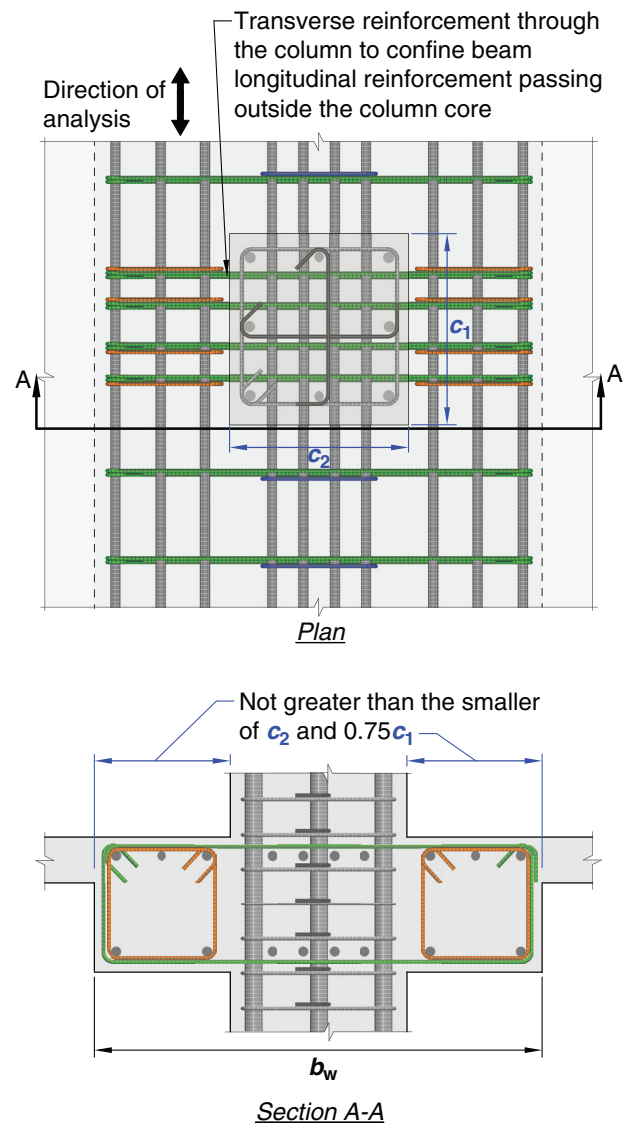 Transverse reinforcement through
the column to confine beam
longitudinal reinforcement passing
outside the column core
Direction of
analysis
c1
A
A
c2
Plan
Not greater than the smaller
of c2 and 0.75c1
bw
Section A-A